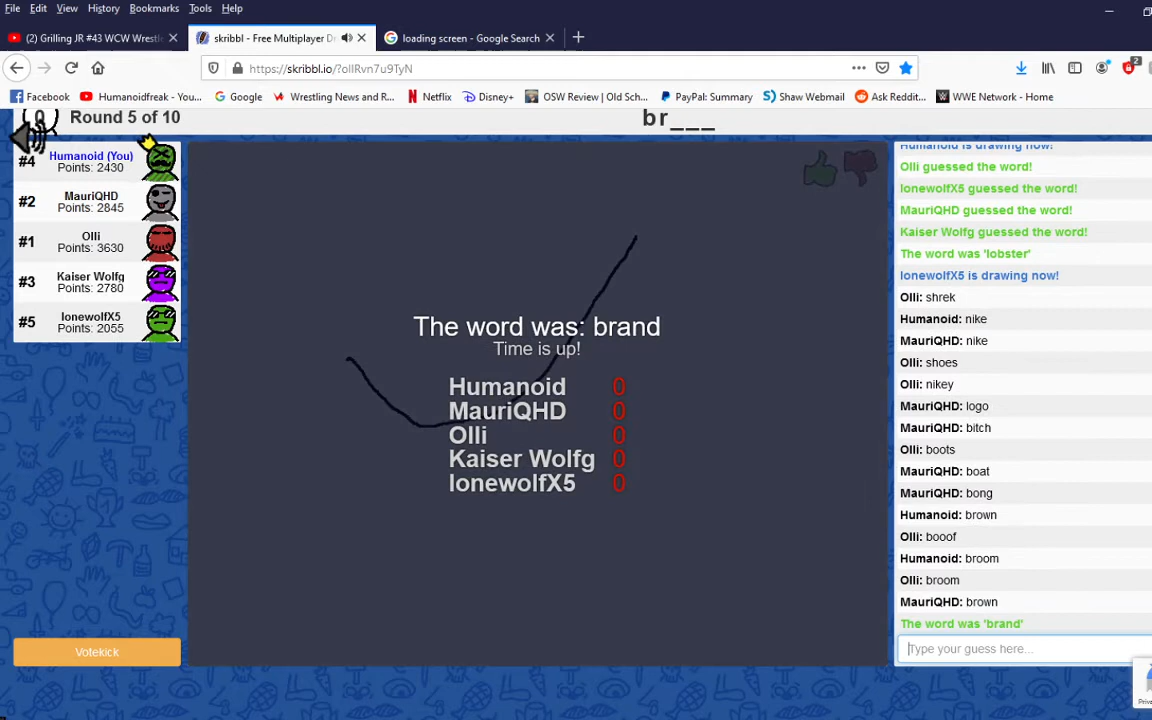 File Edit View History Bookmarks Tools Help
(2) Grilling JR #43 WCW Wrestl
skribbl - Free Multiplayer Dr
loading screen - Google Search
https://skribbl.io/?olIRvn7u9TyN
2
Facebook
Humanoidfreak - You...
Google
Wrestling News and R...
Netflix
Disney+
OSW Review | Old Sch...
PayPal: Summary
Shaw Webmail
Ask Reddit...
WWE Network - Home
0
Round 5 of 10
br___
#4
Humanoid (You)
Points: 2430
#2
MauriQHD
Points: 2845
#1
Olli
Points: 3630
#3
Kaiser Wolfg
Points: 2780
#5
lonewolfX5
Points: 2055
Votekick
The word was: brand
Time is up!
Humanoid 0
MauriQHD 0
Olli 0
Kaiser Wolfg 0
lonewolfX5 0
Humanoid is drawing now!
Olli guessed the word!
lonewolfX5 guessed the word!
MauriQHD guessed the word!
Kaiser Wolfg guessed the word!
The word was 'lobster'
lonewolfX5 is drawing now!
Olli: shrek
Humanoid: nike
MauriQHD: nike
Olli: shoes
Olli: nikey
MauriQHD: logo
MauriQHD: bitch
Olli: boots
MauriQHD: boat
MauriQHD: bong
Humanoid: brown
Olli: booof
Humanoid: broom
Olli: broom
MauriQHD: brown
The word was 'brand'
Type your guess here...